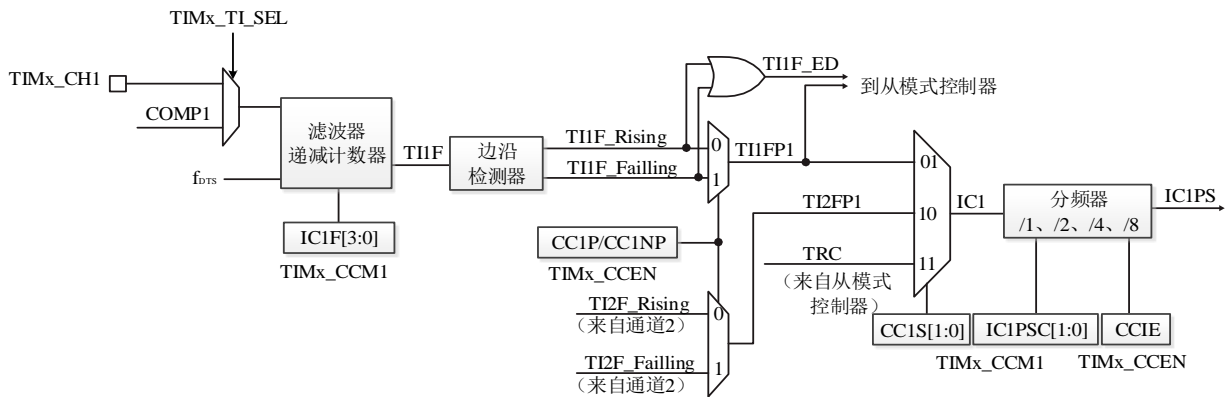 TIMx_TI_SEL
TIMx_CH1
COMP1
fDTS
滤波器
递减计数器
IC1F[3:0]
TIMx_CCM1
TI1F
边沿
检测器
TI1F_Rising
TI1F_Failling
TI1F_ED
到从模式控制器
0
1
TI1FP1
CC1P/CC1NP
TIMx_CCEN
TI2F_Rising
（来自通道2）
TI2F_Failling
（来自通道2）
0
1
TI2FP1
TRC
（来自从模式
控制器）
01
10
11
IC1
分频器
/1、/2、/4、/8
IC1PS
CC1S[1:0]
IC1PSC[1:0]
CCIE
TIMx_CCM1
TIMx_CCEN